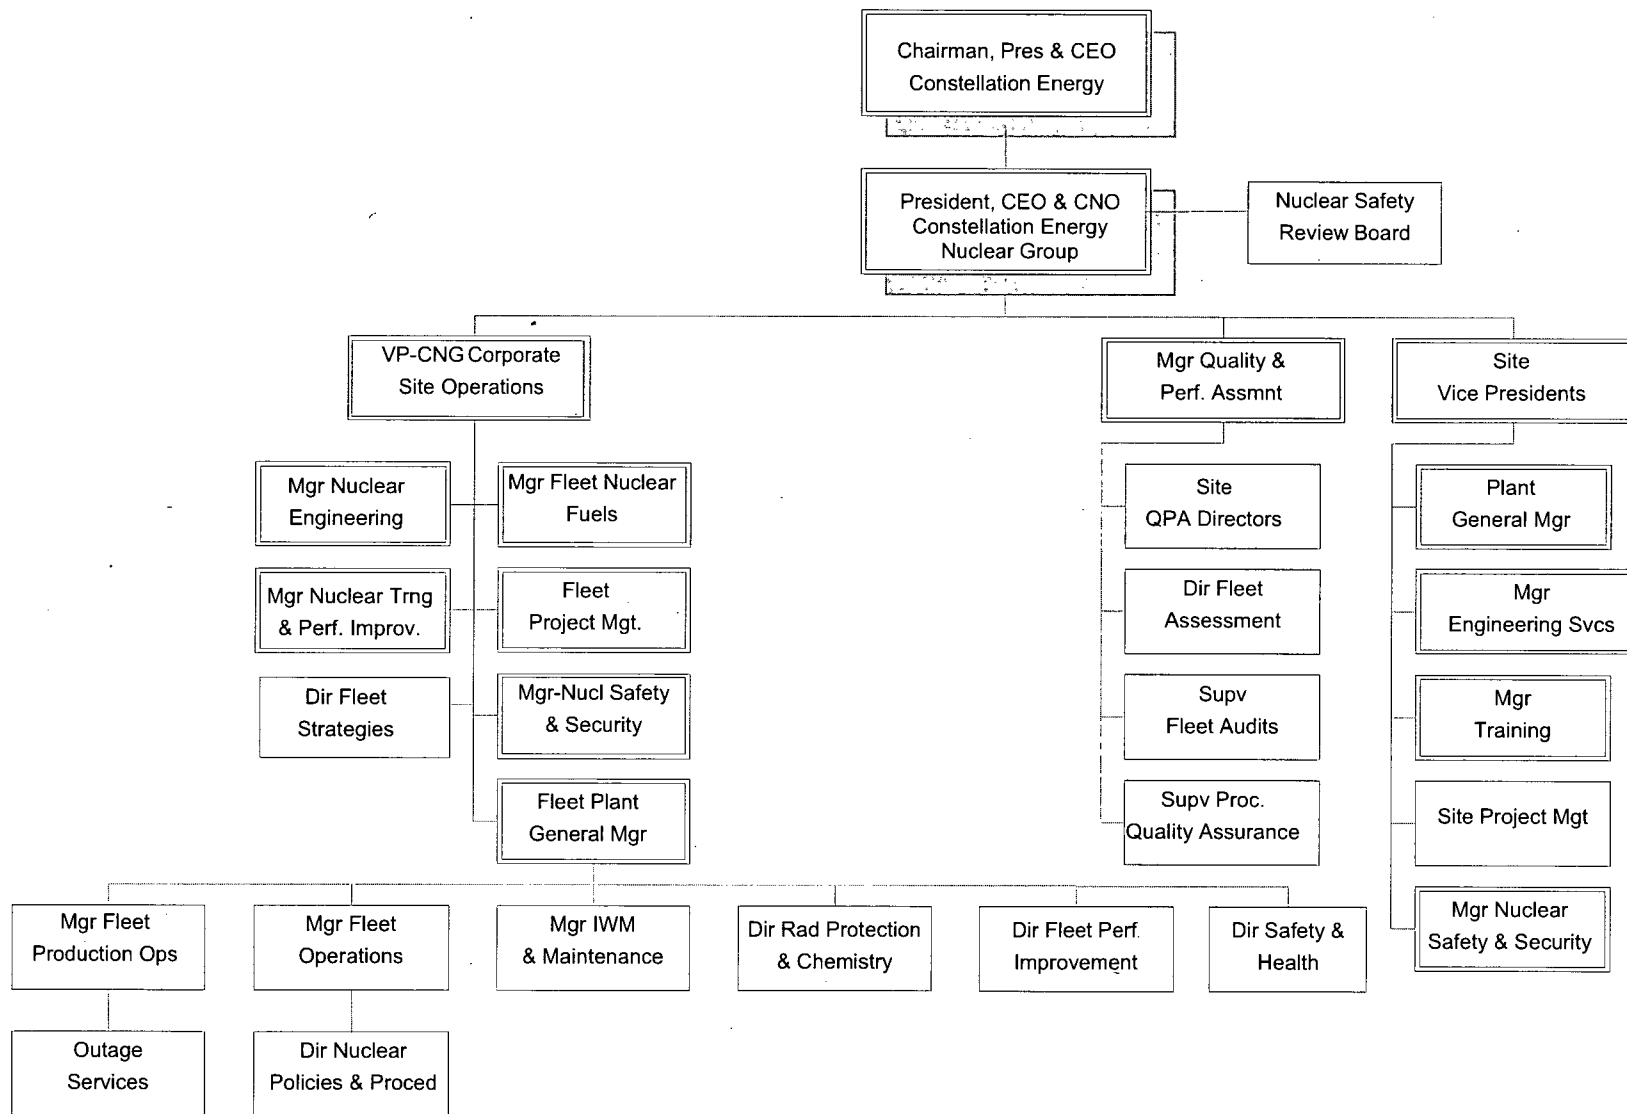 Chairman, Pres & CEO
Constellation Energy
President, CEO & CNO
Constellation Energy
Nuclear Group
Nuclear Safety
Review Board
VP-CNG Corporate
Site Operations
Mgr Quality &
Perf. Assmnt
Site
Vice Presidents
Mgr Nuclear
Engineering
Mgr Fleet Nuclear
Fuels
Mgr Nuclear Trng
& Perf. Improv.
Fleet
Project Mgt.
Dir Fleet
Strategies
Mgr-Nucl Safety
& Security
Fleet Plant
General Mgr
Site
QPA Directors
Dir Fleet
Assessment
Supv
Fleet Audits
Supv Proc.
Quality Assurance
Plant
General Mgr
Mgr
Engineering Svcs
Mgr
Training
Site Project Mgt
Mgr Nuclear
Safety & Security
Mgr Fleet
Production Ops
Mgr Fleet
Operations
Mgr IWM
& Maintenance
Dir Rad Protection
& Chemistry
Dir Fleet Perf.
Improvement
Dir Safety &
Health
Outage
Services
Dir Nuclear
Policies & Proced